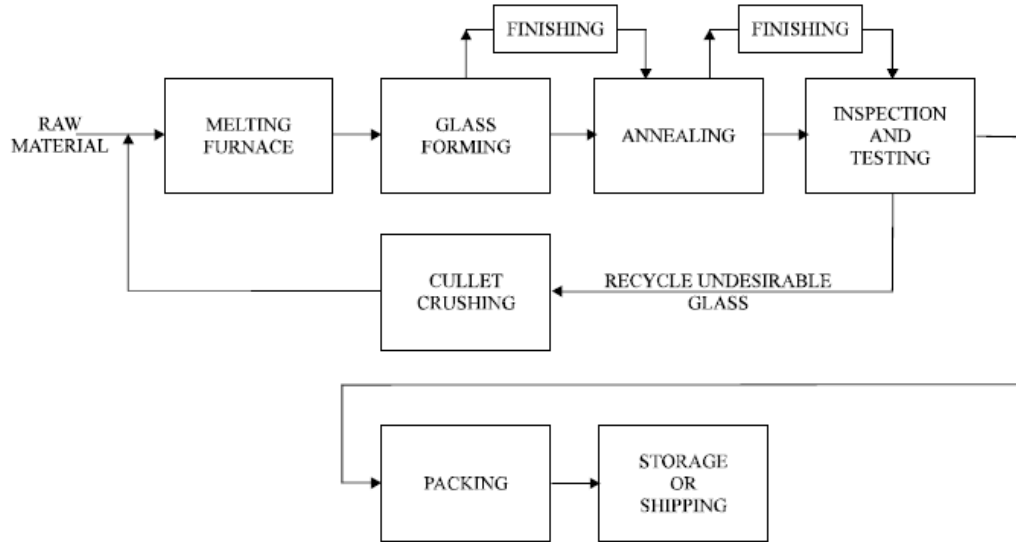 FINISHING
FINISHING
RAW
MATERIAL
MELTING
FURNACE
GLASS
FORMING
ANNEALING
INSPECTION
AND
TESTING
CULLET
CRUSHING
RECYCLE UNDESIRABLE
GLASS
PACKING
STORAGE
OR
SHIPPING